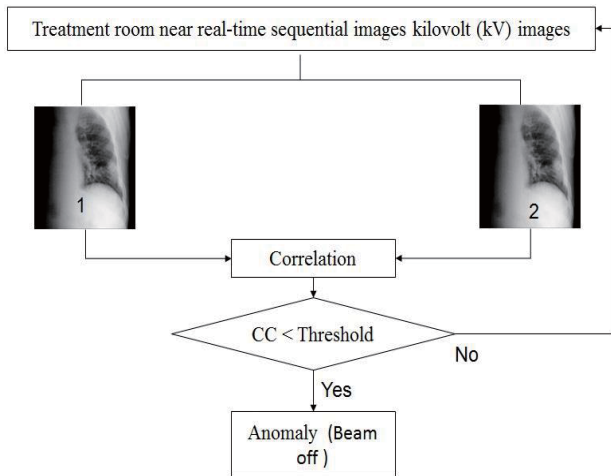 Treatment room near real-time sequential images kilovolt (kV) images
1
2
Correlation
CC < Threshold
No
Yes
Anomaly (Beam
off )